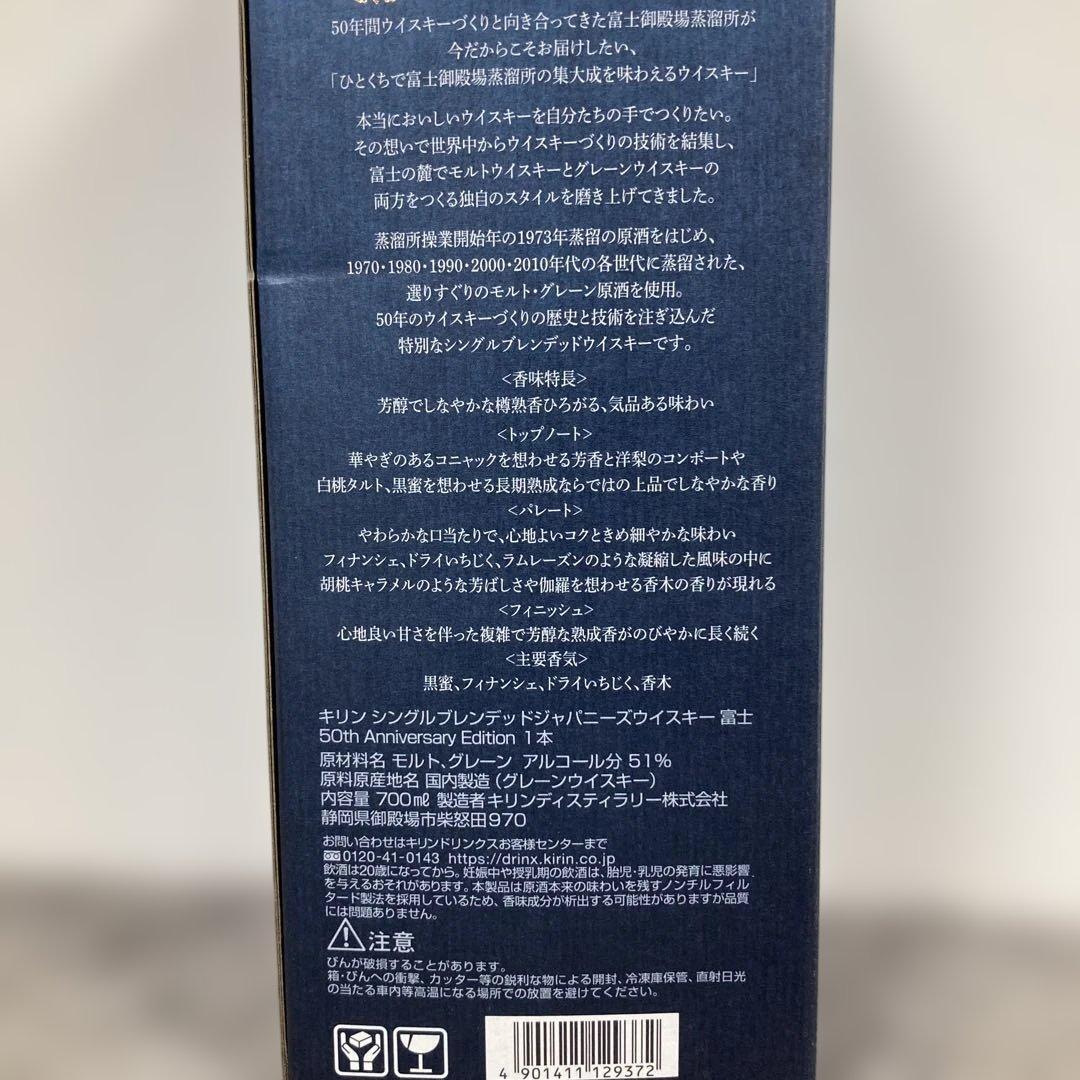 50年間ウイスキーづくりと向き合ってきた富士御殿場蒸溜所が
今だからこそお届けしたい、
「ひとくちで富士御殿場蒸溜所の集大成を味わえるウイスキー」
本当においしいウイスキーを自分たちの手でつくりたい。
その想いで世界中からウイスキーづくりの技術を結集し、
富士の麓でモルトウイスキーとグレーンウイスキーの
両方をつくる独自のスタイルを磨き上げてきました。
蒸溜所操業開始年の1973年蒸留の原酒をはじめ、
1970・1980・1990・2000・2010年代の各世代に蒸留された、
選りすぐりのモルト・グレーン原酒を使用。
50年のウイスキーづくりの歴史と技術を注ぎ込んだ
特別なシングルブレンデッドウイスキーです。
<香味特長>
芳醇でしなやかな樽熟香ひろがる、気品ある味わい
<トップノート>
華やぎのあるコニャックを想わせる芳香と洋梨のコンポートや
白桃タルト、黒蜜を想わせる長期熟成ならではの上品でしなやかな香り
<パレート>
やわらかな口当たりで、心地よいコクときめ細やかな味わい
フィナンシェ、ドライいちじく、ラムレーズンのような凝縮した風味の中に
胡桃キャラメルのような芳ばしさや伽羅を想わせる香木の香りが現れる
<フィニッシュ>
心地良い甘さを伴った複雑で芳醇な熟成香がのびやかに長く続く
<主要香気>
黒蜜、フィナンシェ、ドライいちじく、香木
キリン シングルブレンデッドジャパニーズウイスキー 富士
50th Anniversary Edition 1本
原材料名 モルト、グレーン アルコール分 51%
原料原産地名 国内製造（グレーンウイスキー）
内容量 700㎖ 製造者キリンディスティラリー株式会社
静岡県御殿場市柴怒田970
お問い合わせはキリンドリンクスお客様センターまで
0120-41-0143 https://drinx.kirin.co.jp
飲酒は20歳になってから。妊娠中や授乳期の飲酒は、胎児・乳児の発育に悪影響
を与えるおそれがあります。本製品は原酒本来の味わいを残すノンチルフィル
タード製法を採用しているため、香味成分が析出する可能性がありますが品質
には問題ありません。
注意
びんが破損することがあります。
箱・びんへの衝撃、カッター等の鋭利な物による開封、冷凍庫保管、直射日光
の当たる車内等高温になる場所での放置を避けてください。
4 901411 129372